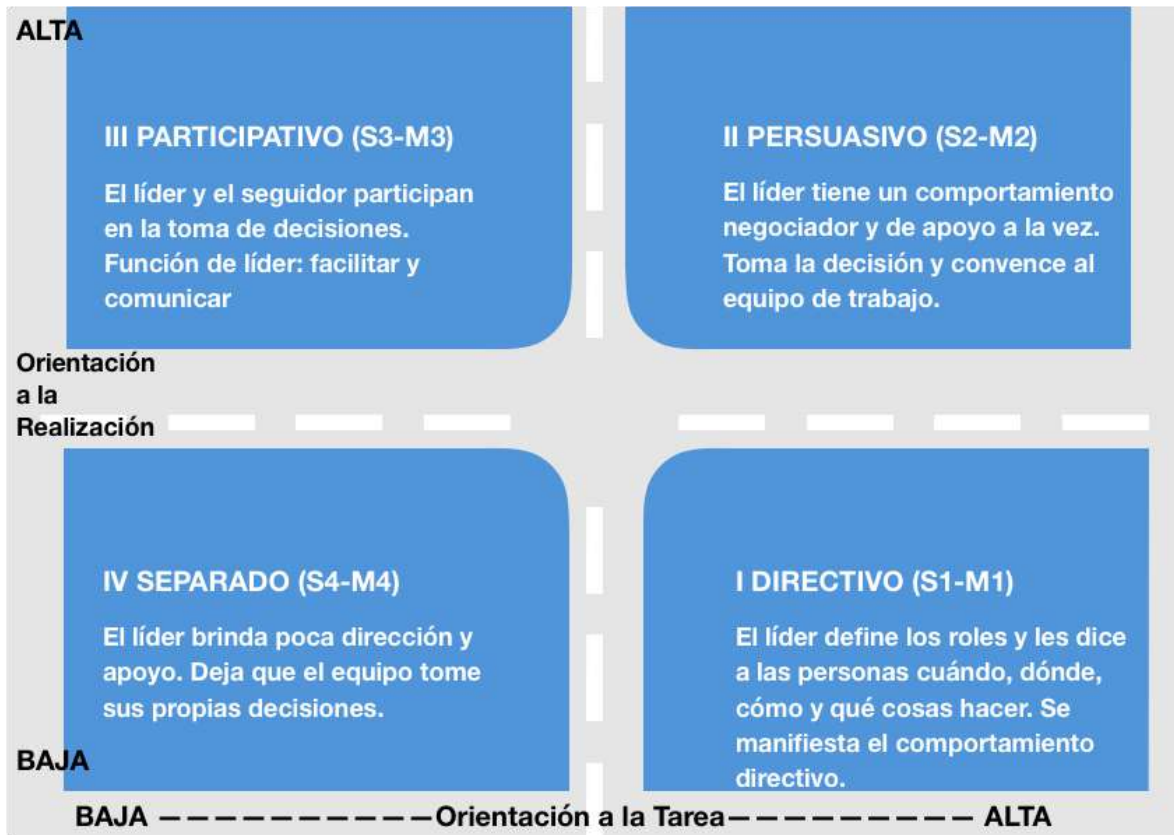 ALTA
III PARTICIPATIVO (S3-M3)
El líder y el seguidor participan
en la toma de decisiones.
Función de líder: facilitar y
comunicar
II PERSUASIVO (S2-M2)
El líder tiene un comportamiento
negociador y de apoyo a la vez.
Toma la decisión y convence al
equipo de trabajo.
Orientación
a la
Realización
IV SEPARADO (S4-M4)
El líder brinda poca dirección y
apoyo. Deja que el equipo tome
sus propias decisiones.
I DIRECTIVO (S1-M1)
El líder define los roles y les dice
a las personas cuándo, dónde,
cómo y qué cosas hacer. Se
manifiesta el comportamiento
directivo.
BAJA
BAJA — — — — — — — — — —Orientación a la Tarea— — — — — — — — — ALTA